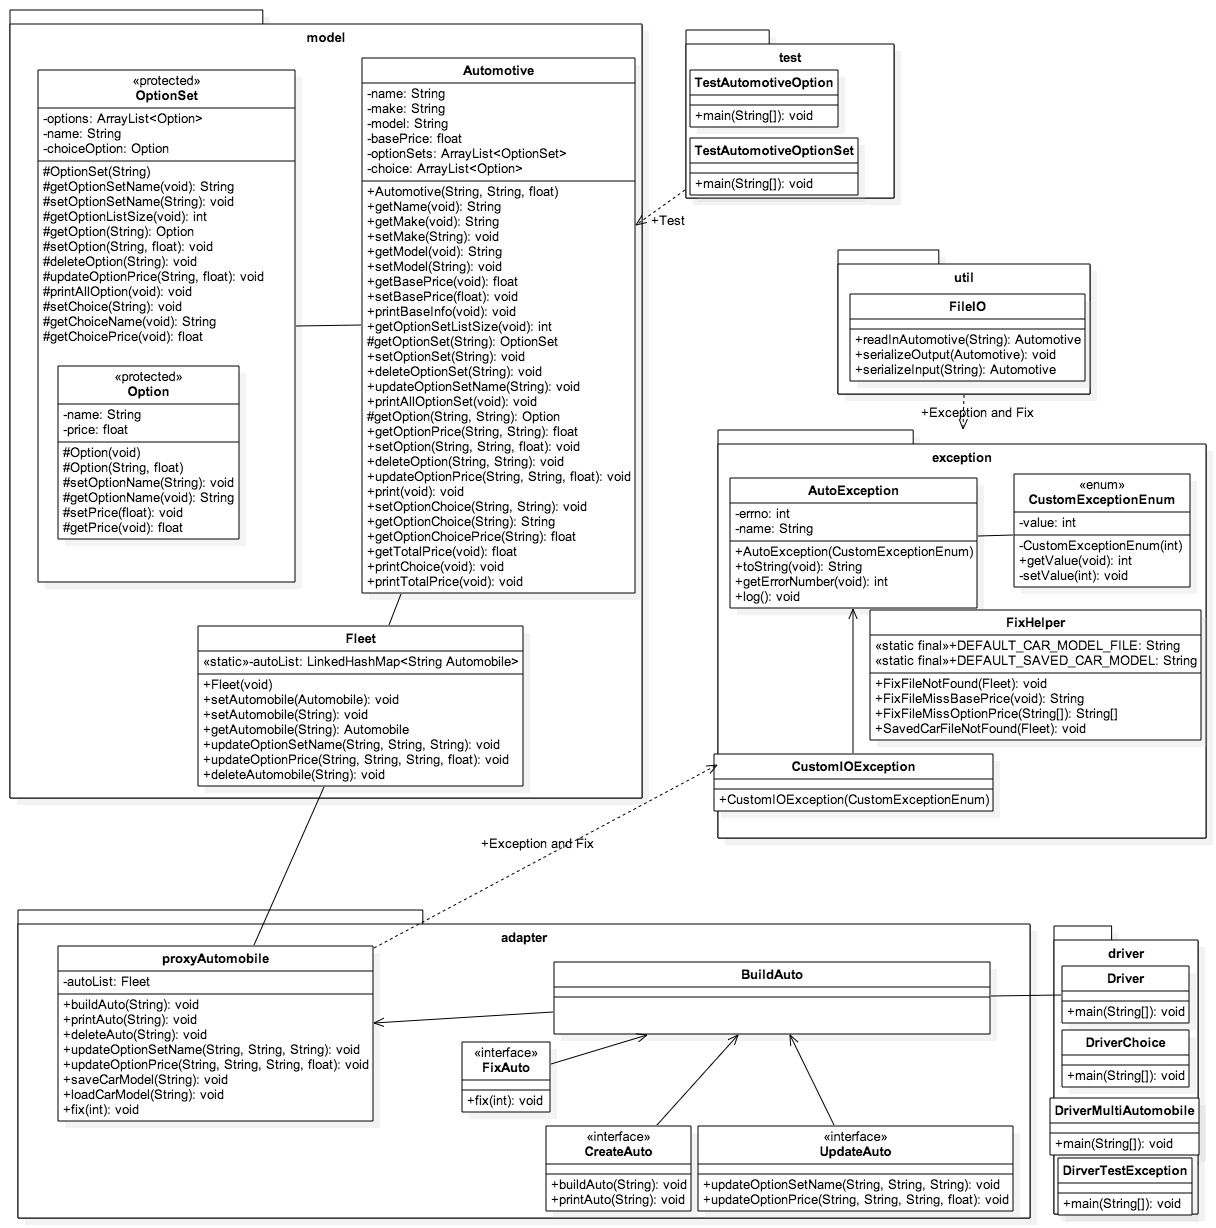 model
«protected»
OptionSet
-options: ArrayList<Option>
-name: String
-choiceOption: Option
#OptionSet(String)
#getOptionSetName(void): String
#setOptionSetName(String): void
#getOptionListSize(void): int
#getOption(String): Option
#setOption(String, float): void
#deleteOption(String): void
#updateOptionPrice(String, float): void
#printAllOption(void): void
#setChoice(String): void
#getChoiceName(void): String
#getChoicePrice(void): float
«protected»
Option
-name: String
-price: float
#Option(void)
#Option(String, float)
#setOptionName(String): void
#getOptionName(void): String
#setPrice(float): void
#getPrice(void): float
Automotive
-name: String
-make: String
-model: String
-basePrice: float
-optionSets: ArrayList<OptionSet>
-choice: ArrayList<Option>
+Automotive(String, String, float)
+getName(void): String
+getMake(void): String
+setMake(String): void
+getModel(void): String
+setModel(String): void
+getBasePrice(void): float
+setBasePrice(float): void
+printBaseInfo(void): void
+getOptionSetListSize(void): int
#getOptionSet(String): OptionSet
+setOptionSet(String): void
+deleteOptionSet(String): void
+updateOptionSetName(String): void
+printAllOptionSet(void): void
#getOption(String, String): Option
+getOptionPrice(String, String): float
+setOption(String, String, float): void
+deleteOption(String, String): void
+updateOptionPrice(String, String, float): void
+print(void): void
+setOptionChoice(String, String): void
+getOptionChoice(String): String
+getOptionChoicePrice(String): float
+getTotalPrice(void): float
+printChoice(void): void
+printTotalPrice(void): void
Fleet
«static»-autoList: LinkedHashMap<String Automobile>
+Fleet(void)
+setAutomobile(Automobile): void
+setAutomobile(String): void
+getAutomobile(String): Automobile
+updateOptionSetName(String, String, String): void
+updateOptionPrice(String, String, String, float): void
+deleteAutomobile(String): void
test
TestAutomotiveOption
+main(String[]): void
TestAutomotiveOptionSet
+main(String[]): void
+Test
util
FileIO
+readInAutomotive(String): Automotive
+serializeOutput(Automotive): void
+serializeInput(String): Automotive
+Exception and Fix
exception
AutoException
-errno: int
-name: String
+AutoException(CustomExceptionEnum)
+toString(void): String
+getErrorNumber(void): int
+log(): void
«enum»
CustomExceptionEnum
-value: int
-CustomExceptionEnum(int)
+getValue(void): int
-setValue(int): void
FixHelper
«static final»+DEFAULT_CAR_MODEL_FILE: String
«static final»+DEFAULT_SAVED_CAR_MODEL: String
+FixFileNotFound(Fleet): void
+FixFileMissBasePrice(void): String
+FixFileMissOptionPrice(String[]): String[]
+SavedCarFileNotFound(Fleet): void
CustomIOException
+CustomIOException(CustomExceptionEnum)
+Exception and Fix
adapter
proxyAutomobile
-autoList: Fleet
+buildAuto(String): void
+printAuto(String): void
+deleteAuto(String): void
+updateOptionSetName(String, String, String): void
+updateOptionPrice(String, String, String, float): void
+saveCarModel(String): void
+loadCarModel(String): void
+fix(int): void
BuildAuto
«interface»
FixAuto
+fix(int): void
«interface»
CreateAuto
+buildAuto(String): void
+printAuto(String): void
«interface»
UpdateAuto
+updateOptionSetName(String, String, String): void
+updateOptionPrice(String, String, String, float): void
driver
Driver
+main(String[]): void
DriverChoice
+main(String[]): void
DriverMultiAutomobile
+main(String[]): void
DirverTestException
+main(String[]): void